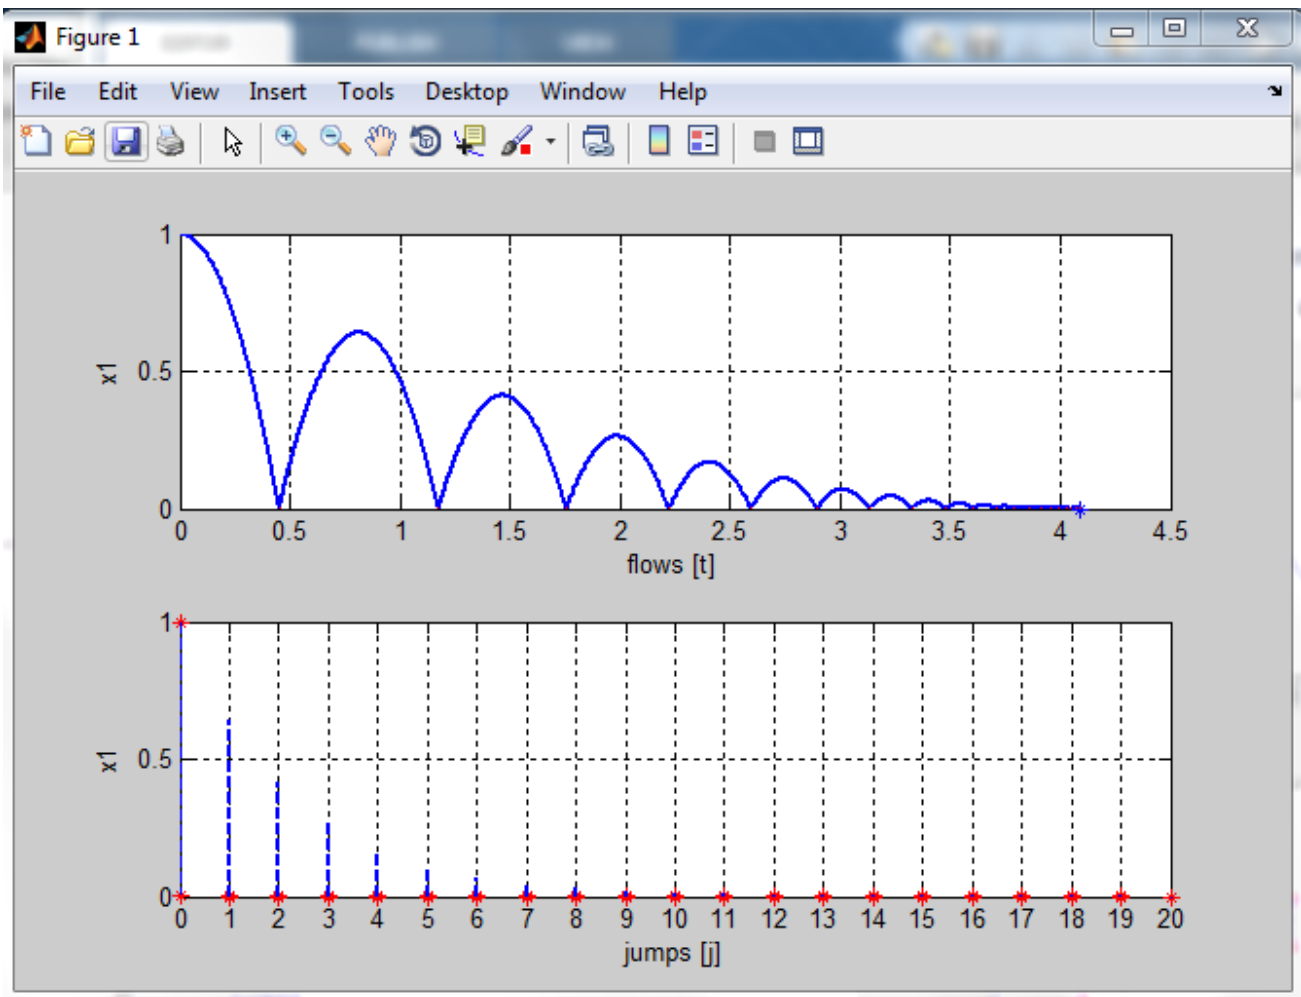 Figure 1
File Edit View Insert Tools Desktop Window Help
1
0.5
0
x1
0 0.5 1 1.5 2 2.5 3 3.5 4 4.5
flows [t]
1
0.5
0
x1
0 1 2 3 4 5 6 7 8 9 10 11 12 13 14 15 16 17 18 19 20
jumps [j]